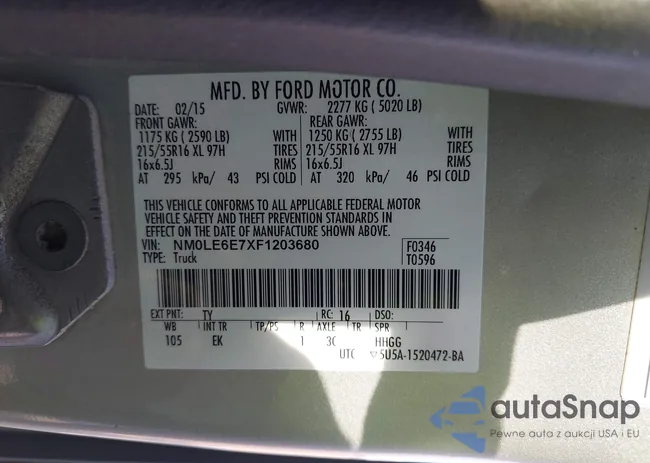 MFD. BY FORD MOTOR CO.
DATE: 02/15 GVWR: 2277 KG ( 5020 LB)
FRONT GAWR: REAR GAWR:
1175 KG ( 2590 LB) WITH 1250 KG ( 2755 LB) WITH
215/55R16 XL 97H TIRES 215/55R16 XL 97H TIRES
16x6.5J RIMS 16x6.5J RIMS
AT 295 kPa/ 43 PSI COLD AT 320 kPa/ 46 PSI COLD
THIS VEHICLE CONFORMS TO ALL APPLICABLE FEDERAL MOTOR
VEHICLE SAFETY AND THEFT PREVENTION STANDARDS IN
EFFECT ON THE DATE OF MANUFACTURE SHOWN ABOVE.
VIN: NM0LE6E7XF1203680 F0346
TYPE: Truck T0596
EXT PNT: TY RC: 16 DSO:
WB INT TR TP/PS R AXLE TR SPR
105 EK 1 3C HHGG
UTC ▽5U5A-1520472-BA
autaSnap
Pewne auta z aukcji USA i EU